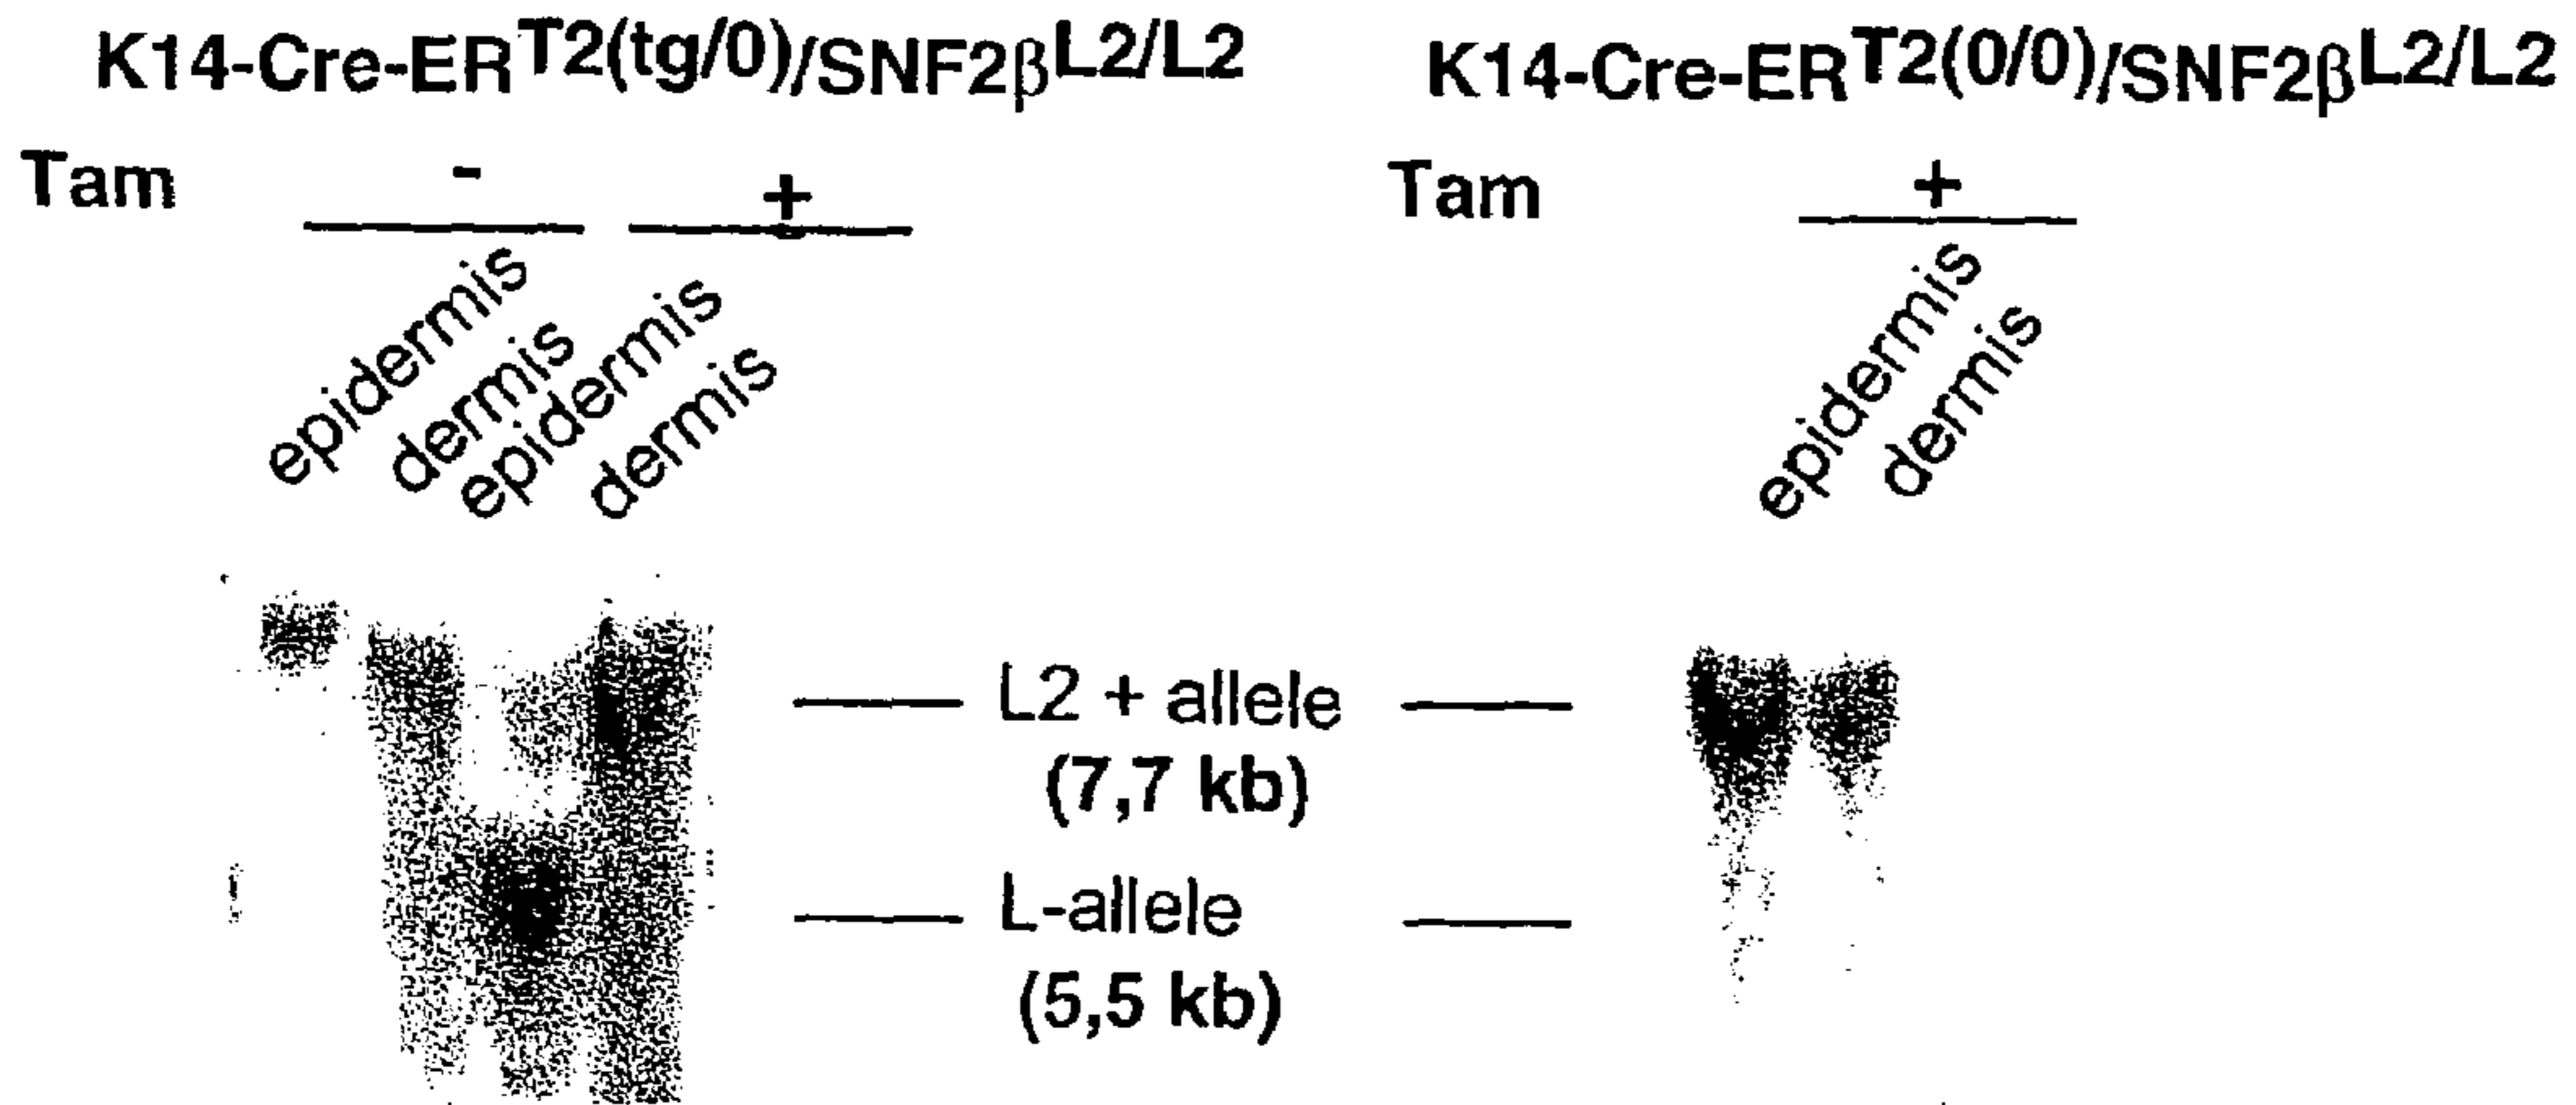 K14-Cre-ERT2(tg/0)/SNF2βL2/L2 K14-Cre-ERT2(0/0)/SNF2βL2/L2
Tam - + Tam +
epidermis dermis epidermis dermis epidermis dermis
L2 + allele
(7,7 kb)
L-allele
(5,5 kb)